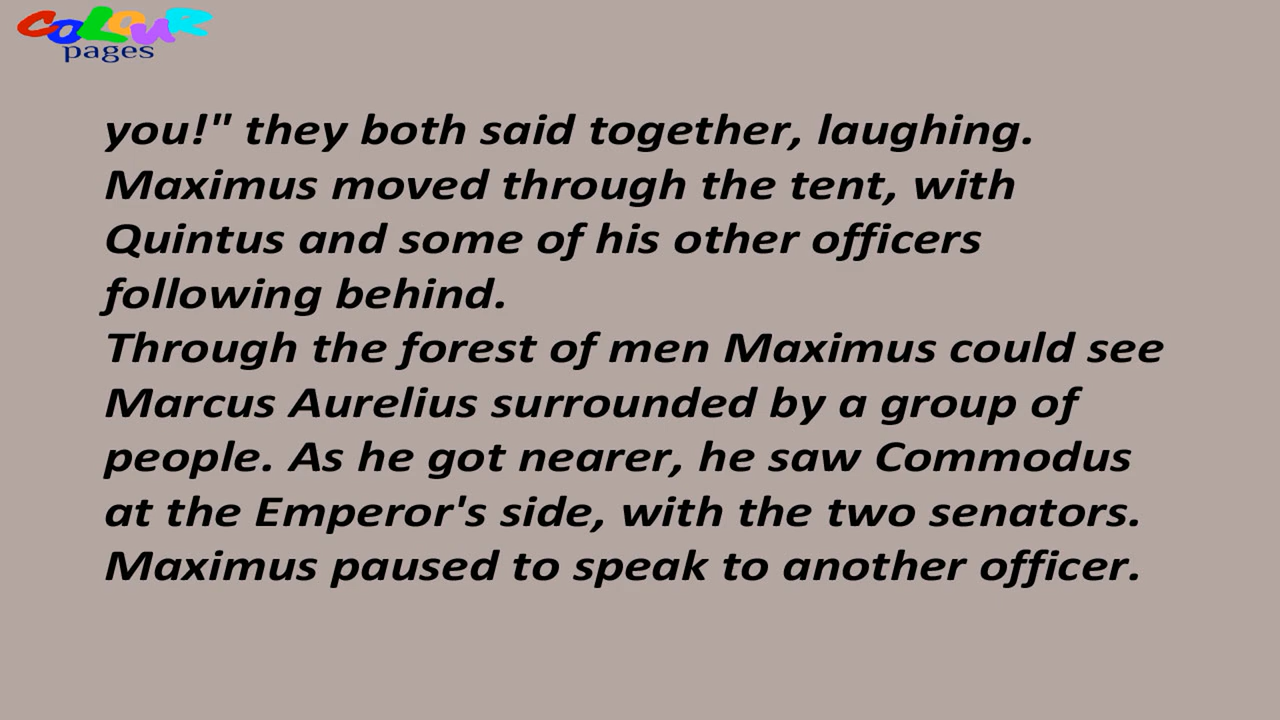 COLOUR
pages
you!" they both said together, laughing.
Maximus moved through the tent, with
Quintus and some of his other officers
following behind.
Through the forest of men Maximus could see
Marcus Aurelius surrounded by a group of
people. As he got nearer, he saw Commodus
at the Emperor's side, with the two senators.
Maximus paused to speak to another officer.